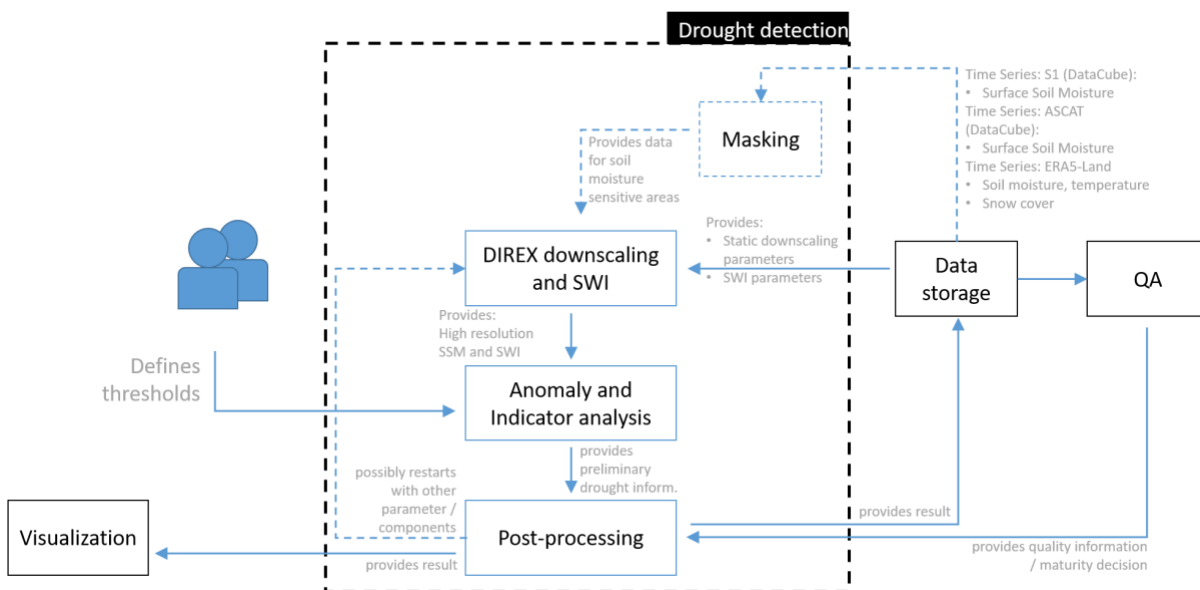 Drought detection
Time Series: S1 (DataCube):
• Surface Soil Moisture
Time Series: ASCAT
(DataCube):
• Surface Soil Moisture
Time Series: ERA5-Land
• Soil moisture, temperature
• Snow cover
Masking
Provides data
for soil
moisture
sensitive areas
DIREX downscaling
and SWI
Provides:
• Static downscaling
parameters
• SWI parameters
Data
storage
QA
Provides:
High resolution
SSM and SWI
Defines
thresholds
Anomaly and
Indicator analysis
provides
preliminary
drought inform.
possibly restarts
with other
parameter /
components
Visualization
Post-processing
provides result
provides result
provides quality information
/ maturity decision